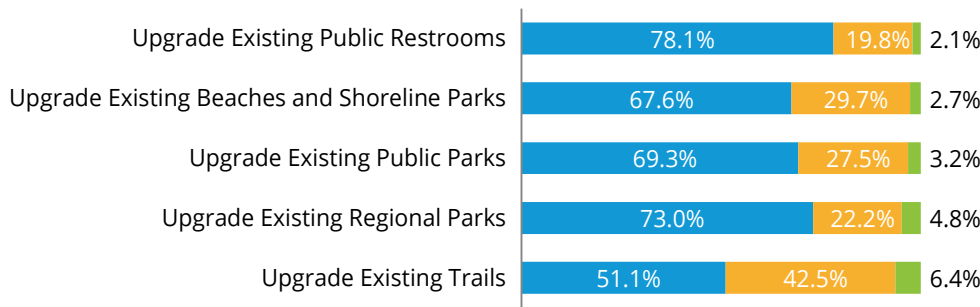 Upgrade Existing Public Restrooms 78.1% 19.8% 2.1%
Upgrade Existing Beaches and Shoreline Parks 67.6% 29.7% 2.7%
Upgrade Existing Public Parks 69.3% 27.5% 3.2%
Upgrade Existing Regional Parks 73.0% 22.2% 4.8%
Upgrade Existing Trails 51.1% 42.5% 6.4%